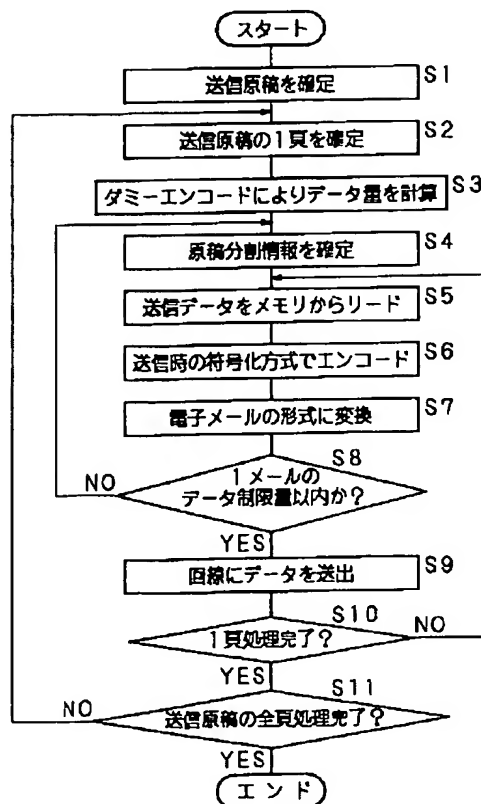 スタート
送信原稿を確定 S1
送信原稿の1頁を確定 S2
ダミーエンコードによりデータ量を計算 S3
原稿分割情報を確定 S4
送信データをメモリからリード S5
送信時の符号化方式でエンコード S6
電子メールの形式に変換 S7
S8
1メールの
NO データ制限量以内か?
YES
回線にデータを送出 S9
S10
1頁処理完了? NO
YES
S11
NO 送信原稿の全頁処理完了?
YES
エンド